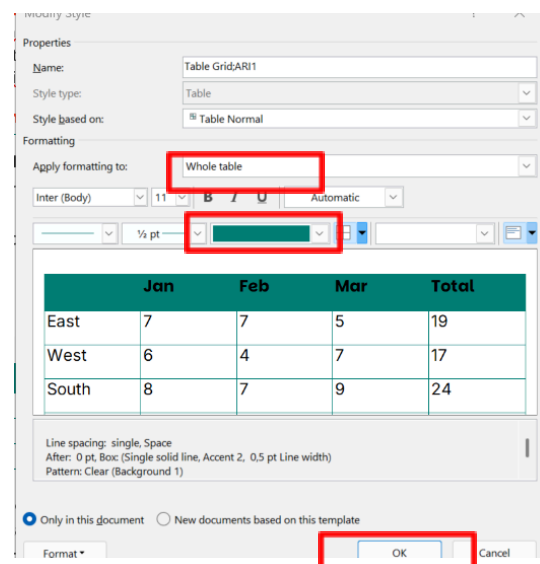 Modify Style ? ×
Properties
Name: Table Grid;ARI1
Style type: Table
Style based on: Table Normal
Formatting
Apply formatting to: Whole table
Inter (Body) 11 B I U Automatic
½ pt
Jan Feb Mar Total
East 7 7 5 19
West 6 4 7 17
South 8 7 9 24
Line spacing: single, Space
After: 0 pt, Box: (Single solid line, Accent 2, 0,5 pt Line width)
Pattern: Clear (Background 1)
Only in this document New documents based on this template
Format OK Cancel